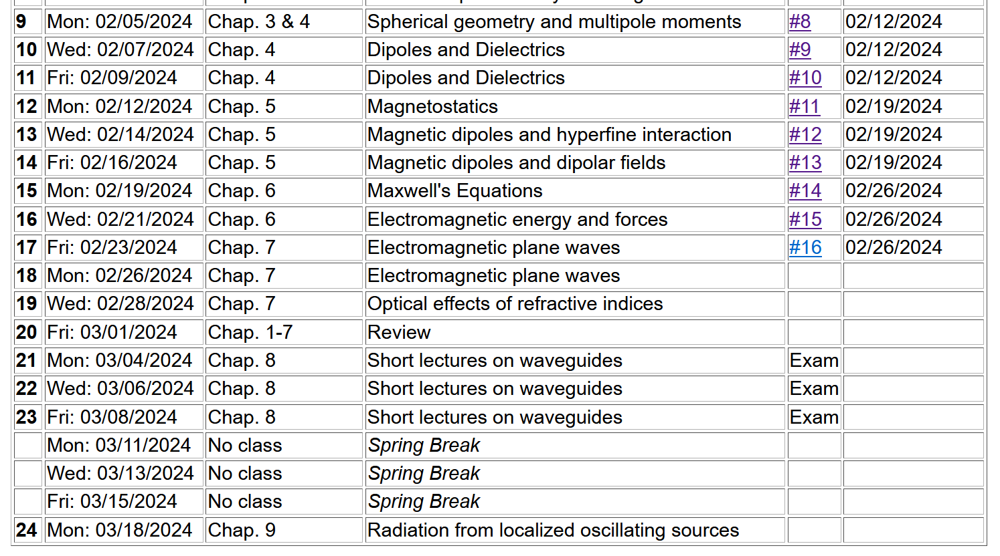 9 Mon: 02/05/2024 Chap. 3 & 4 Spherical geometry and multipole moments #8 02/12/2024
10 Wed: 02/07/2024 Chap. 4 Dipoles and Dielectrics #9 02/12/2024
11 Fri: 02/09/2024 Chap. 4 Dipoles and Dielectrics #10 02/12/2024
12 Mon: 02/12/2024 Chap. 5 Magnetostatics #11 02/19/2024
13 Wed: 02/14/2024 Chap. 5 Magnetic dipoles and hyperfine interaction #12 02/19/2024
14 Fri: 02/16/2024 Chap. 5 Magnetic dipoles and dipolar fields #13 02/19/2024
15 Mon: 02/19/2024 Chap. 6 Maxwell's Equations #14 02/26/2024
16 Wed: 02/21/2024 Chap. 6 Electromagnetic energy and forces #15 02/26/2024
17 Fri: 02/23/2024 Chap. 7 Electromagnetic plane waves #16 02/26/2024
18 Mon: 02/26/2024 Chap. 7 Electromagnetic plane waves
19 Wed: 02/28/2024 Chap. 7 Optical effects of refractive indices
20 Fri: 03/01/2024 Chap. 1-7 Review
21 Mon: 03/04/2024 Chap. 8 Short lectures on waveguides Exam
22 Wed: 03/06/2024 Chap. 8 Short lectures on waveguides Exam
23 Fri: 03/08/2024 Chap. 8 Short lectures on waveguides Exam
Mon: 03/11/2024 No class Spring Break
Wed: 03/13/2024 No class Spring Break
Fri: 03/15/2024 No class Spring Break
24 Mon: 03/18/2024 Chap. 9 Radiation from localized oscillating sources